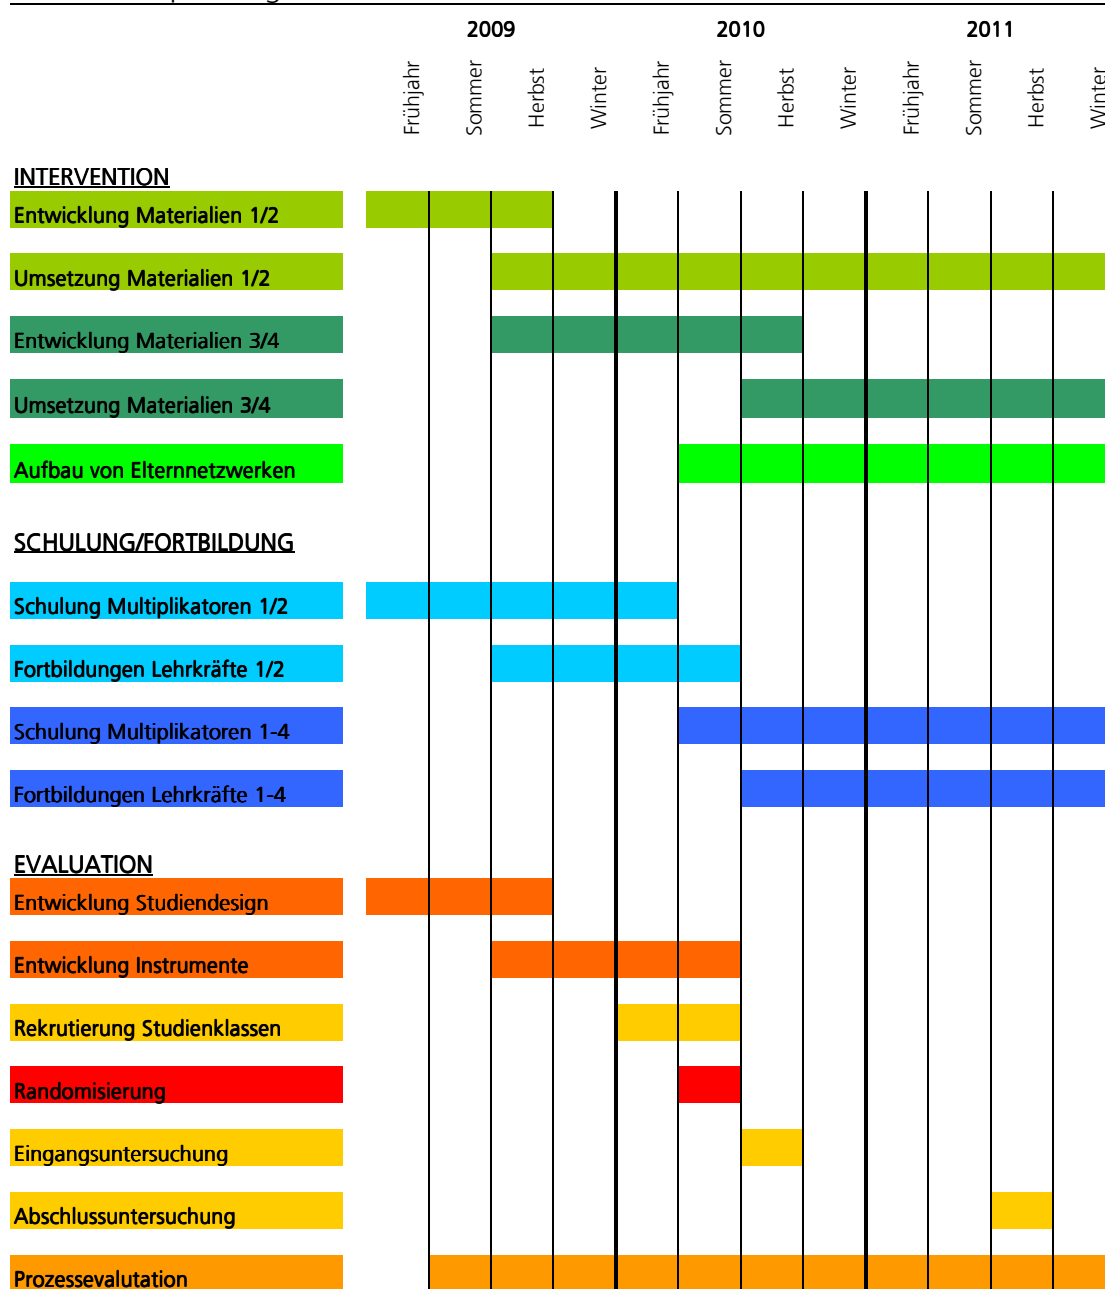 2009 2010 2011
Frühjahr Sommer Herbst Winter Frühjahr Sommer Herbst Winter Frühjahr Sommer Herbst Winter
INTERVENTION
Entwicklung Materialien 1/2
Umsetzung Materialien 1/2
Entwicklung Materialien 3/4
Umsetzung Materialien 3/4
Aufbau von Elternnetzwerken
SCHULUNG/FORTBILDUNG
Schulung Multiplikatoren 1/2
Fortbildungen Lehrkräfte 1/2
Schulung Multiplikatoren 1-4
Fortbildungen Lehrkräfte 1-4
EVALUATION
Entwicklung Studiendesign
Entwicklung Instrumente
Rekrutierung Studienklassen
Randomisierung
Eingangsuntersuchung
Abschlussuntersuchung
Prozessevalutation